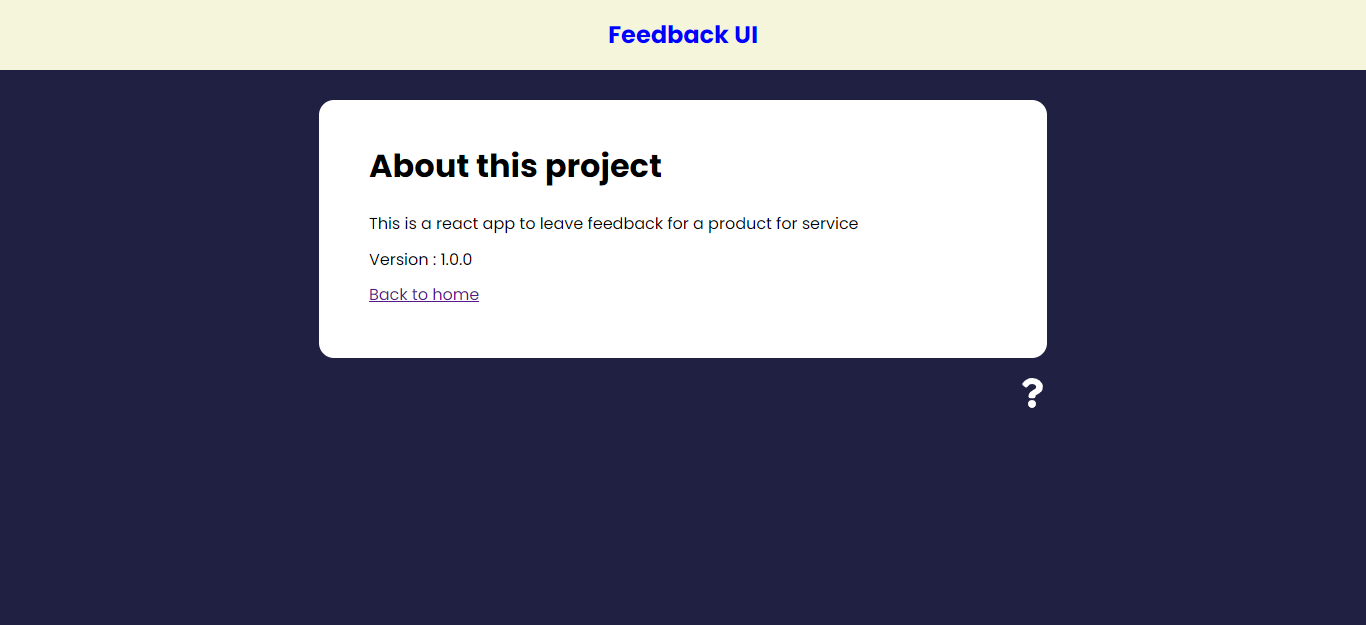 Feedback UI
About this project
This is a react app to leave feedback for a product for service
Version : 1.0.0
Back to home
?